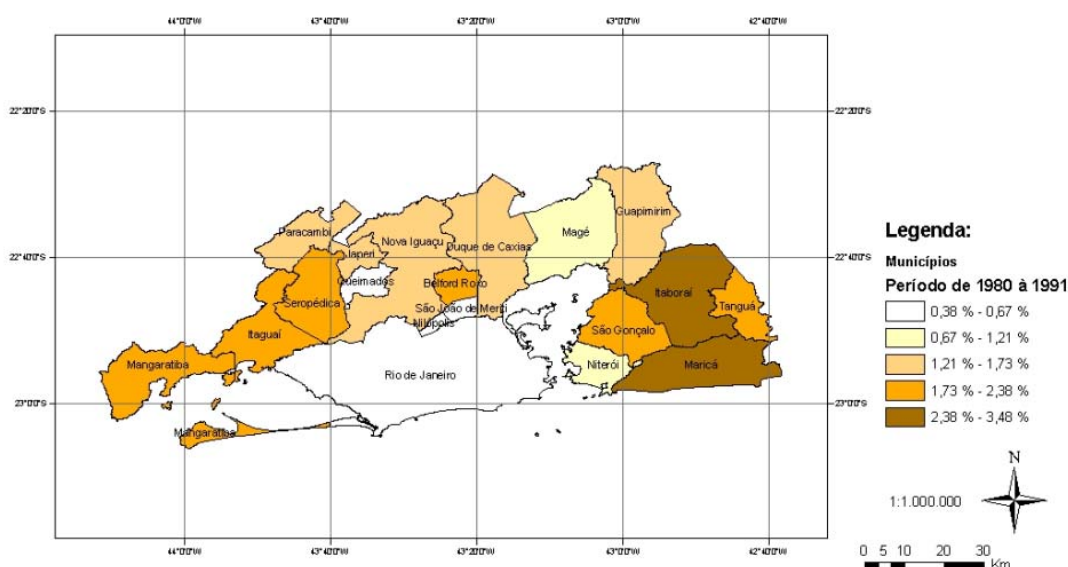 44°0'0"W 43°40'0"W 43°20'0"W 43°0'0"W 42°40'0"W
22°20'0"S 22°20'0"S
Guapimirim
Paracambi
Magé
Nova Iguaçu
Duque de Caxias
Japeri
22°40'0"S 22°40'0"S
Queimados
Belford Roxo
Itaboraí
Seropédica
São João de Meriti
Tanguá
Nilópolis
São Gonçalo
Itaguaí
Mangaratiba
Niterói
Maricá
Rio de Janeiro
23°0'0"S 23°0'0"S
Mangaratiba
44°0'0"W 43°40'0"W 43°20'0"W 43°0'0"W 42°40'0"W
Legenda:
Municípios
Período de 1980 à 1991
0,38 % - 0,67 %
0,67 % - 1,21 %
1,21 % - 1,73 %
1,73 % - 2,38 %
2,38 % - 3,48 %
N
1:1.000.000
0 5 10 20 30
Km